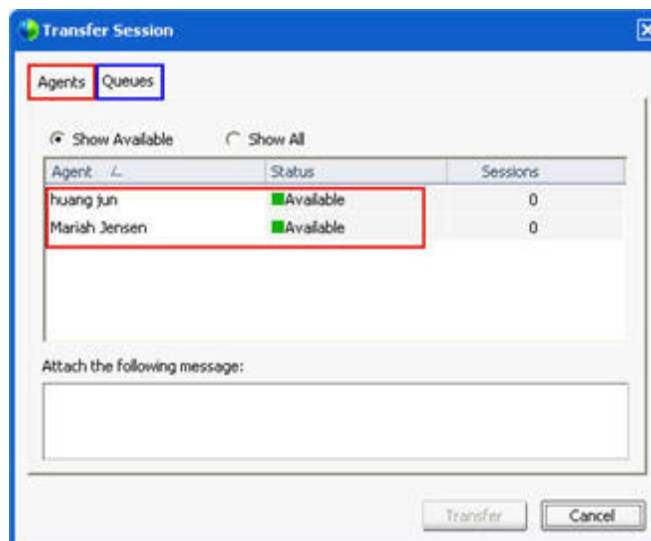 Transfer Session
Agents Queues
Show Available Show All
Agent Status Sessions
huang jun Available 0
Mariah Jensen Available 0
Attach the following message:
Transfer Cancel